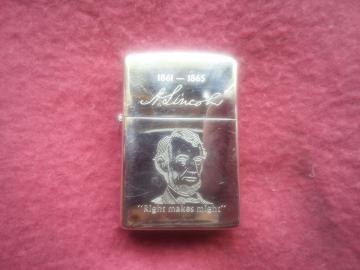 1861 — 1865
A. Lincoln
"Right makes might"